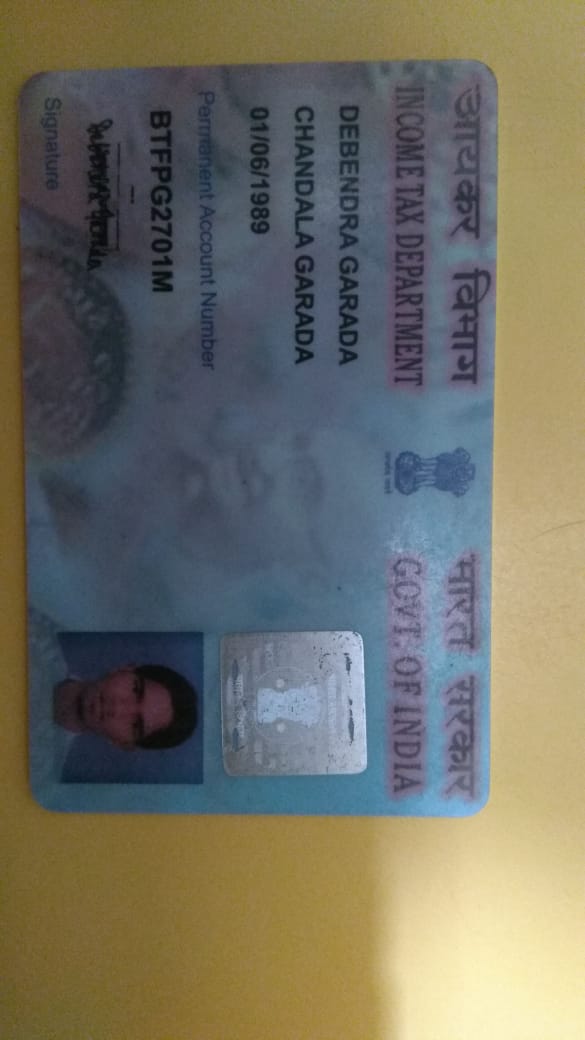 आयकर विभाग
INCOME TAX DEPARTMENT
भारत सरकार
GOVT. OF INDIA
DEBENDRA GARADA
CHANDALA GARADA
01/06/1989
Permanent Account Number
BTFPG2701M
Signature